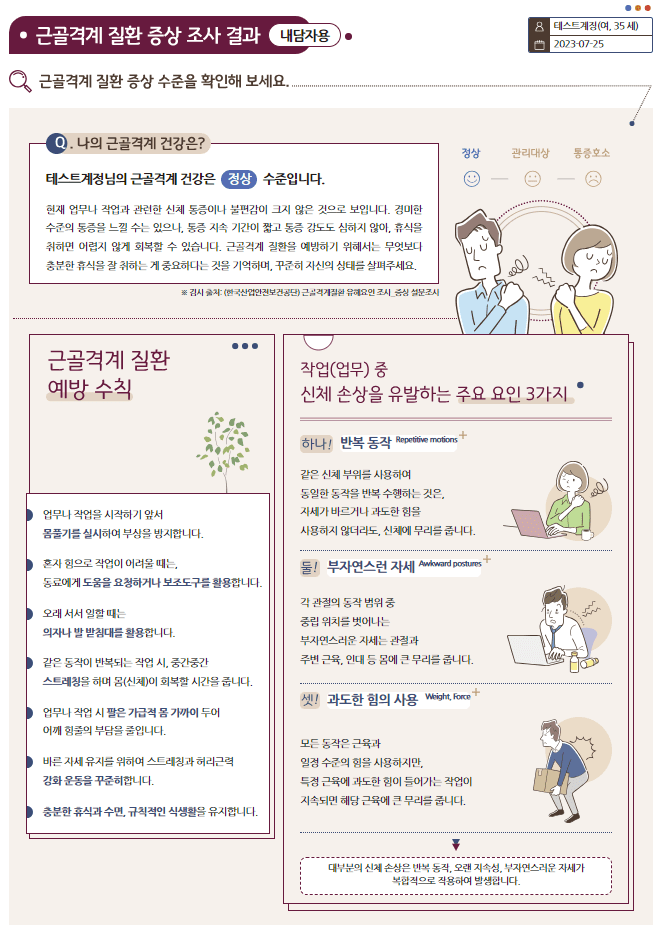 근골격계 질환 증상 조사 결과 내담자용
테스트계정(여, 35 세)
2023-07-25
근골격계 질환 증상 수준을 확인해 보세요.
Q. 나의 근골격계 건강은?
테스트계정님의 근골격계 건강은 정상 수준입니다.
현재 업무나 작업과 관련한 신체 통증이나 불편감이 크지 않은 것으로 보입니다. 경미한
수준의 통증을 느낄 수는 있으나, 통증 지속 기간이 짧고 통증 강도도 심하지 않아, 휴식을
취하면 어렵지 않게 회복할 수 있습니다. 근골격계 질환을 예방하기 위해서는 무엇보다
충분한 휴식을 잘 취하는 게 중요하다는 것을 기억하며, 꾸준히 자신의 상태를 살펴주세요.
※ 검사 출처: (한국산업안전보건공단) 근골격계질환 유해요인 조사_증상 설문조사
정상 관리대상 통증호소
근골격계 질환
예방 수칙
업무나 작업을 시작하기 앞서
몸풀기를 실시하여 부상을 방지합니다.
혼자 힘으로 작업이 어려울 때는,
동료에게 도움을 요청하거나 보조도구를 활용합니다.
오래 서서 일할 때는
의자나 발 받침대를 활용합니다.
같은 동작이 반복되는 작업 시, 중간중간
스트레칭을 하며 몸(신체)이 회복할 시간을 줍니다.
업무나 작업 시 팔은 가급적 몸 가까이 두어
어깨 힘줄의 부담을 줄입니다.
바른 자세 유지를 위하여 스트레칭과 허리근력
강화 운동을 꾸준히합니다.
충분한 휴식과 수면, 규칙적인 식생활을 유지합니다.
작업(업무) 중
신체 손상을 유발하는 주요 요인 3가지
하나! 반복 동작 Repetitive motions
같은 신체 부위를 사용하여
동일한 동작을 반복 수행하는 것은,
자세가 바르거나 과도한 힘을
사용하지 않더라도, 신체에 무리를 줍니다.
둘! 부자연스런 자세 Awkward postures
각 관절의 동작 범위 중
중립 위치를 벗어나는
부자연스러운 자세는 관절과
주변 근육, 인대 등 몸에 큰 무리를 줍니다.
셋! 과도한 힘의 사용 Weight, Force
모든 동작은 근육과
일정 수준의 힘을 사용하지만,
특정 근육에 과도한 힘이 들어가는 작업이
지속되면 해당 근육에 큰 무리를 줍니다.
대부분의 신체 손상은 반복 동작, 오랜 지속성, 부자연스러운 자세가
복합적으로 작용하여 발생합니다.